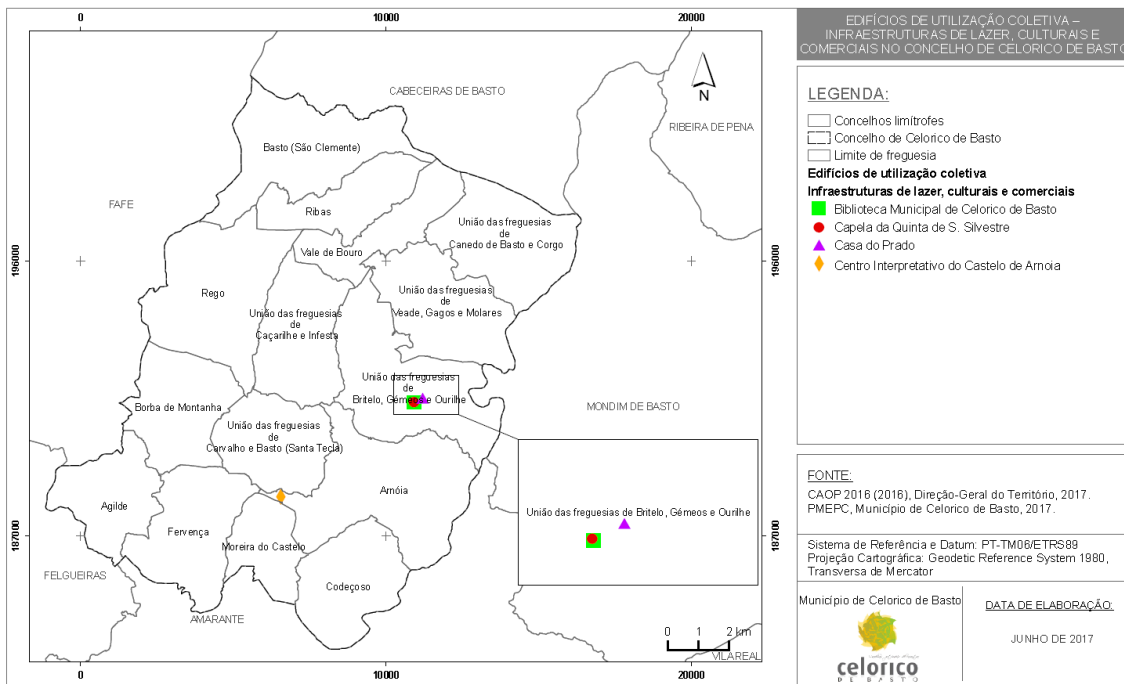 0
10000
20000
CABECEIRAS DE BASTO
N
RIBEIRA DE PENA
Basto (São Clemente)
FAFE
Ribas
União das freguesias
de
Canedo de Basto e Corgo
Vale de Bouro
196000
196000
Rego
União das freguesias
de
Veade, Gagos e Molares
União das freguesias
de
Caçarilhe e Infesta
União das freguesias
de
Britelo, Gémeos e Ourilhe
Borba de Montanha
MONDIM DE BASTO
União das freguesias
de
Carvalho e Basto (Santa Tecla)
Arnóia
Agilde
União das freguesias de Britelo, Gémeos e Ourilhe
Fervença
187000
187000
Moreira do Castelo
FELGUEIRAS
Codeçoso
AMARANTE
0 1 2 km
VILA REAL
0
10000
20000
EDIFÍCIOS DE UTILIZAÇÃO COLETIVA –
INFRAESTRUTURAS DE LAZER, CULTURAIS E
COMERCIAIS NO CONCELHO DE CELORICO DE BASTO
LEGENDA:
Concelhos limítrofes
Concelho de Celorico de Basto
Limite de freguesia
Edifícios de utilização coletiva
Infraestruturas de lazer, culturais e comerciais
Biblioteca Municipal de Celorico de Basto
Capela da Quinta de S. Silvestre
Casa do Prado
Centro Interpretativo do Castelo de Arnoia
FONTE:
CAOP 2016 (2016), Direção-Geral do Território, 2017.
PMEPC, Município de Celorico de Basto, 2017.
Sistema de Referência e Datum: PT-TM06/ETRS89
Projeção Cartográfica: Geodetic Reference System 1980,
Transversa de Mercator
Município de Celorico de Basto
celorico
DE BASTO
DATA DE ELABORAÇÃO:
JUNHO DE 2017